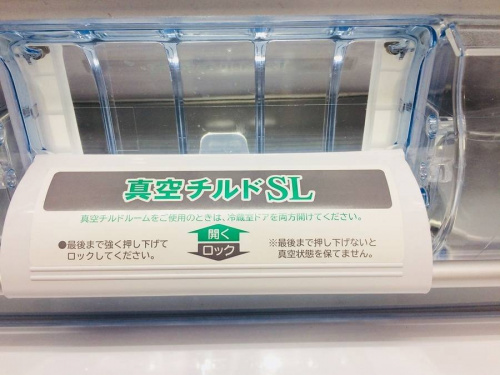 真空チルドSL
真空チルドルームをご使用のときは、冷蔵室ドアを両方開けてください。
開く
ロック
●最後まで強く押し下げて
ロックしてください。
※最後まで押し下げないと
真空状態を保てません。